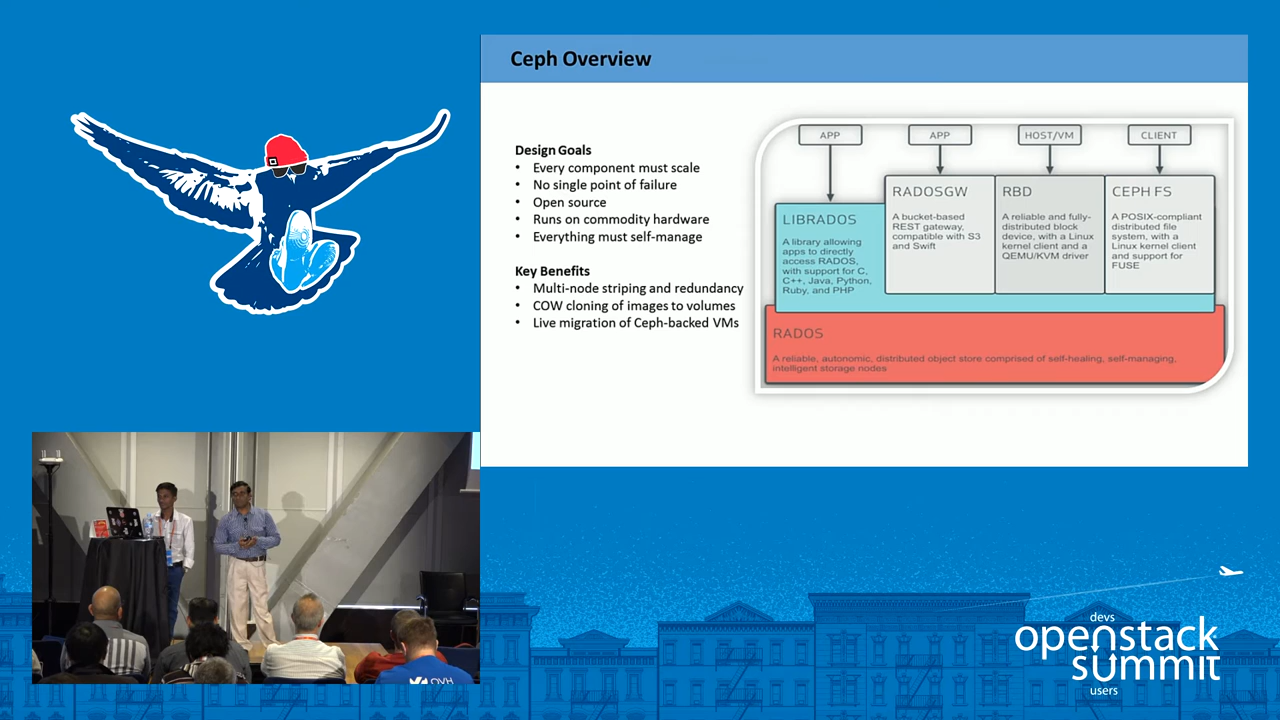 Ceph Overview
Design Goals
• Every component must scale
• No single point of failure
• Open source
• Runs on commodity hardware
• Everything must self-manage
Key Benefits
• Multi-node striping and redundancy
• COW cloning of images to volumes
• Live migration of Ceph-backed VMs
APP
APP
HOST/VM
CLIENT
LIBRADOS
A library allowing
apps to directly
access RADOS,
with support for C,
C++, Java, Python,
Ruby, and PHP
RADOSGW
A bucket-based
REST gateway,
compatible with S3
and Swift
RBD
A reliable and fully-
distributed block
device, with a Linux
kernel client and a
QEMU/KVM driver
CEPH FS
A POSIX-compliant
distributed file
system, with a
Linux kernel client
and support for
FUSE
RADOS
A reliable, autonomic, distributed object store comprised of self-healing, self-managing,
intelligent storage nodes
OVH
devs
openstack
summit
users